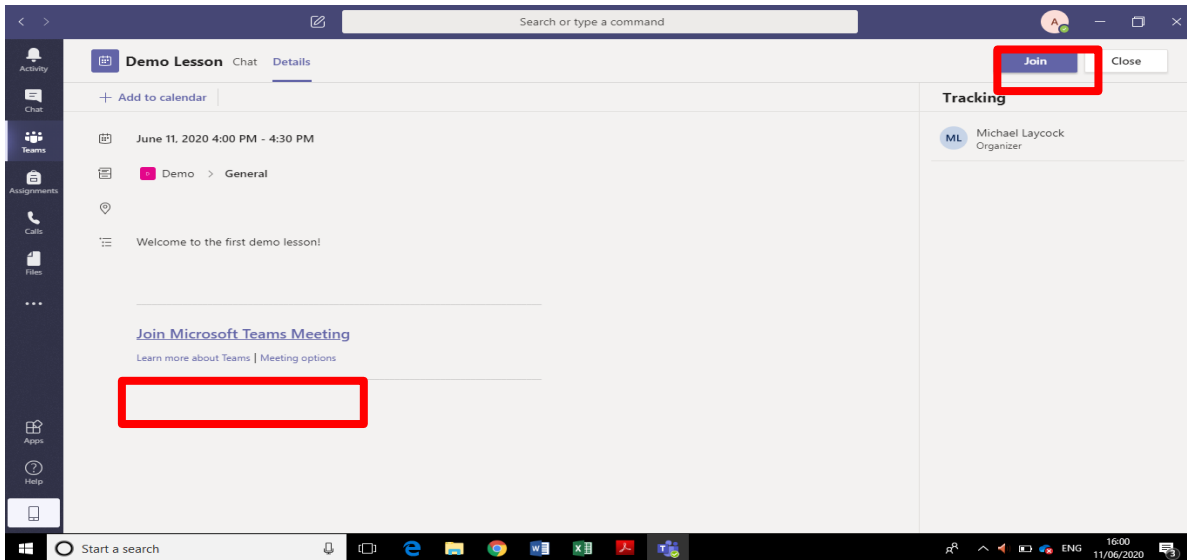 Search or type a command
A
Activity
Chat
Teams
Assignments
Calls
Files
Apps
Help
Demo Lesson Chat Details
Join Close
+ Add to calendar
June 11, 2020 4:00 PM - 4:30 PM
Demo > General
Welcome to the first demo lesson!
Join Microsoft Teams Meeting
Learn more about Teams | Meeting options
Tracking
ML Michael Laycock
Organizer
Start a search
ENG
16:00
11/06/2020
3